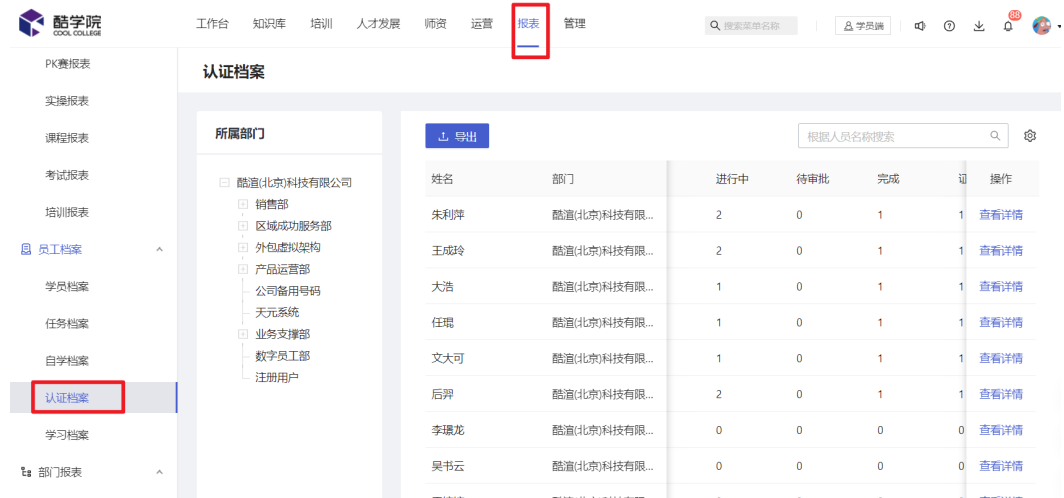 酷学院
COOL COLLEGE
工作台 知识库 培训 人才发展 师资 运营 报表 管理
搜索菜单名称
学员端
88
PK赛报表
实操报表
课程报表
考试报表
培训报表
员工档案
学员档案
任务档案
自学档案
认证档案
学习档案
部门报表
认证档案
所属部门
酷渲(北京)科技有限公司
销售部
区域成功服务部
外包虚拟架构
产品运营部
公司备用号码
天元系统
业务支撑部
数字员工部
注册用户
导出
根据人员名称搜索
姓名 部门 进行中 待审批 完成 证 操作
朱利萍 酷渲(北京)科技有限... 2 0 1 1 查看详情
王成玲 酷渲(北京)科技有限... 2 0 1 1 查看详情
大浩 酷渲(北京)科技有限... 1 0 1 1 查看详情
任琨 酷渲(北京)科技有限... 1 0 1 1 查看详情
文大可 酷渲(北京)科技有限... 1 0 1 1 查看详情
后羿 酷渲(北京)科技有限... 2 0 1 1 查看详情
李璟龙 酷渲(北京)科技有限... 0 0 0 0 查看详情
吴书云 酷渲(北京)科技有限... 0 0 0 0 查看详情